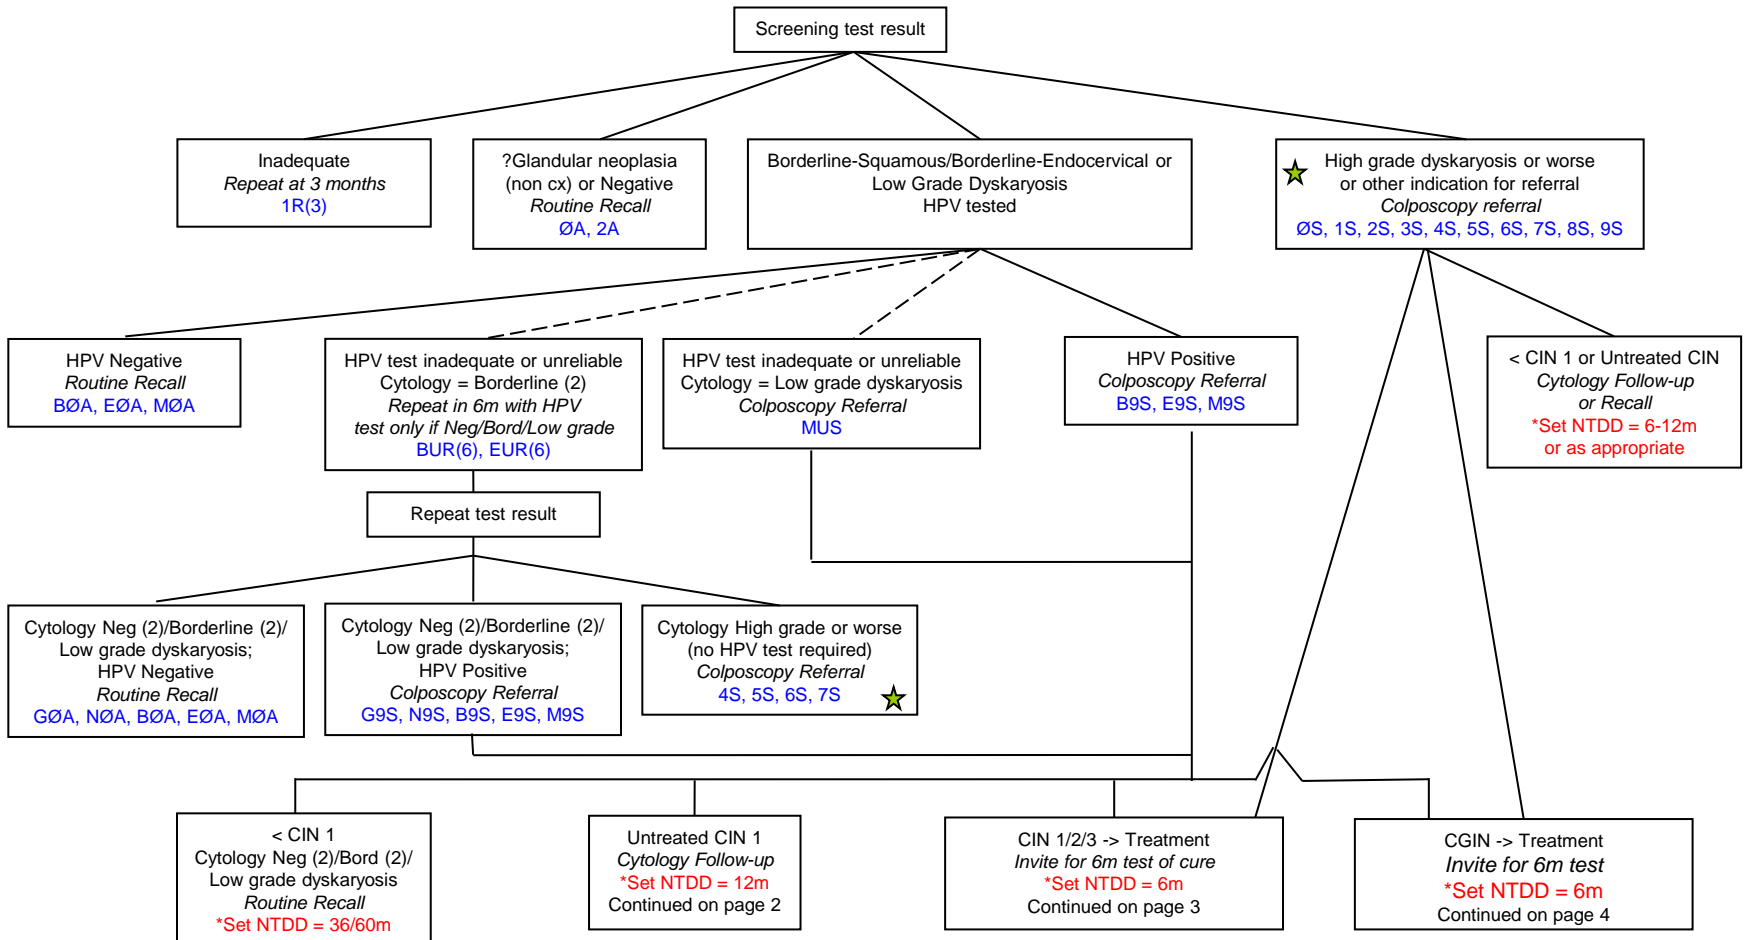 Screening test result
Inadequate
Repeat at 3 months
1R(3)
?Glandular neoplasia
(non cx) or Negative
Routine Recall
ØA, 2A
Borderline-Squamous/Borderline-Endocervical or
Low Grade Dyskaryosis
HPV tested
High grade dyskaryosis or worse
or other indication for referral
Colposcopy referral
ØS, 1S, 2S, 3S, 4S, 5S, 6S, 7S, 8S, 9S
HPV Negative
Routine Recall
BØA, EØA, MØA
HPV test inadequate or unreliable
Cytology = Borderline (2)
Repeat in 6m with HPV
test only if Neg/Bord/Low grade
BUR(6), EUR(6)
HPV test inadequate or unreliable
Cytology = Low grade dyskaryosis
Colposcopy Referral
MUS
HPV Positive
Colposcopy Referral
B9S, E9S, M9S
< CIN 1 or Untreated CIN
Cytology Follow-up
or Recall
*Set NTDD = 6-12m
or as appropriate
Repeat test result
Cytology Neg (2)/Borderline (2)/
Low grade dyskaryosis;
HPV Negative
Routine Recall
GØA, NØA, BØA, EØA, MØA
Cytology Neg (2)/Borderline (2)/
Low grade dyskaryosis;
HPV Positive
Colposcopy Referral
G9S, N9S, B9S, E9S, M9S
Cytology High grade or worse
(no HPV test required)
Colposcopy Referral
4S, 5S, 6S, 7S
< CIN 1
Cytology Neg (2)/Bord (2)/
Low grade dyskaryosis
Routine Recall
*Set NTDD = 36/60m
Untreated CIN 1
Cytology Follow-up
*Set NTDD = 12m
Continued on page 2
CIN 1/2/3 -> Treatment
Invite for 6m test of cure
*Set NTDD = 6m
Continued on page 3
CGIN -> Treatment
Invite for 6m test
*Set NTDD = 6m
Continued on page 4